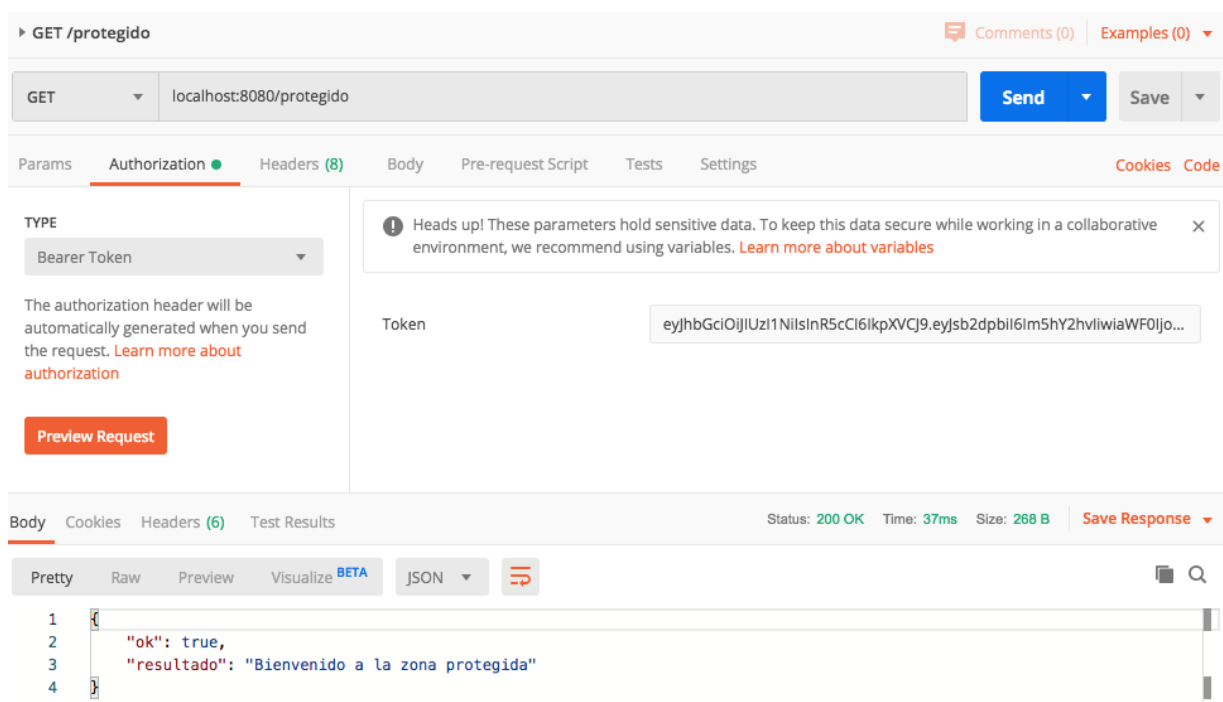 GET /protegido Comments (0) Examples (0)
GET localhost:8080/protegido Send Save
Params Authorization Headers (8) Body Pre-request Script Tests Settings Cookies Code
TYPE
Bearer Token
The authorization header will be
automatically generated when you send
the request. Learn more about
authorization
Preview Request
Heads up! These parameters hold sensitive data. To keep this data secure while working in a collaborative
environment, we recommend using variables. Learn more about variables
Token eyJhbGciOiJIUzI1NiIsInR5cCI6IkpXVCJ9.eyJsb2dpbiI6Im5hY2hvIiwiaWF0Ijo...
Body Cookies Headers (6) Test Results Status: 200 OK Time: 37ms Size: 268 B Save Response
Pretty Raw Preview Visualize BETA JSON
1 {
2 "ok": true,
3 "resultado": "Bienvenido a la zona protegida"
4 }